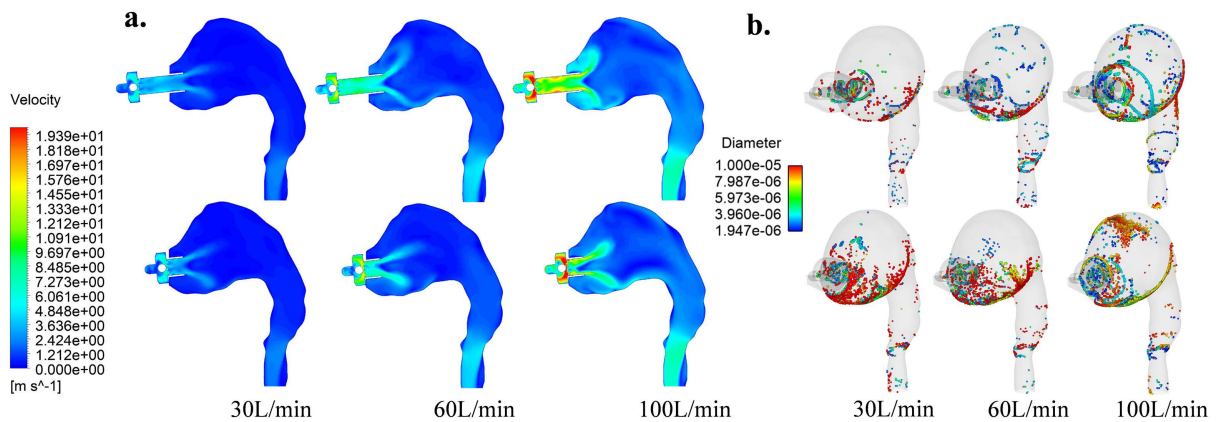 a.
Velocity
1.939e+01
1.818e+01
1.697e+01
1.576e+01
1.455e+01
1.333e+01
1.212e+01
1.091e+01
9.697e+00
8.485e+00
7.273e+00
6.061e+00
4.848e+00
3.636e+00
2.424e+00
1.212e+00
0.000e+00
[m s^-1]
30L/min
60L/min
100L/min
b.
Diameter
1.000e-05
7.987e-06
5.973e-06
3.960e-06
1.947e-06
30L/min
60L/min
100L/min